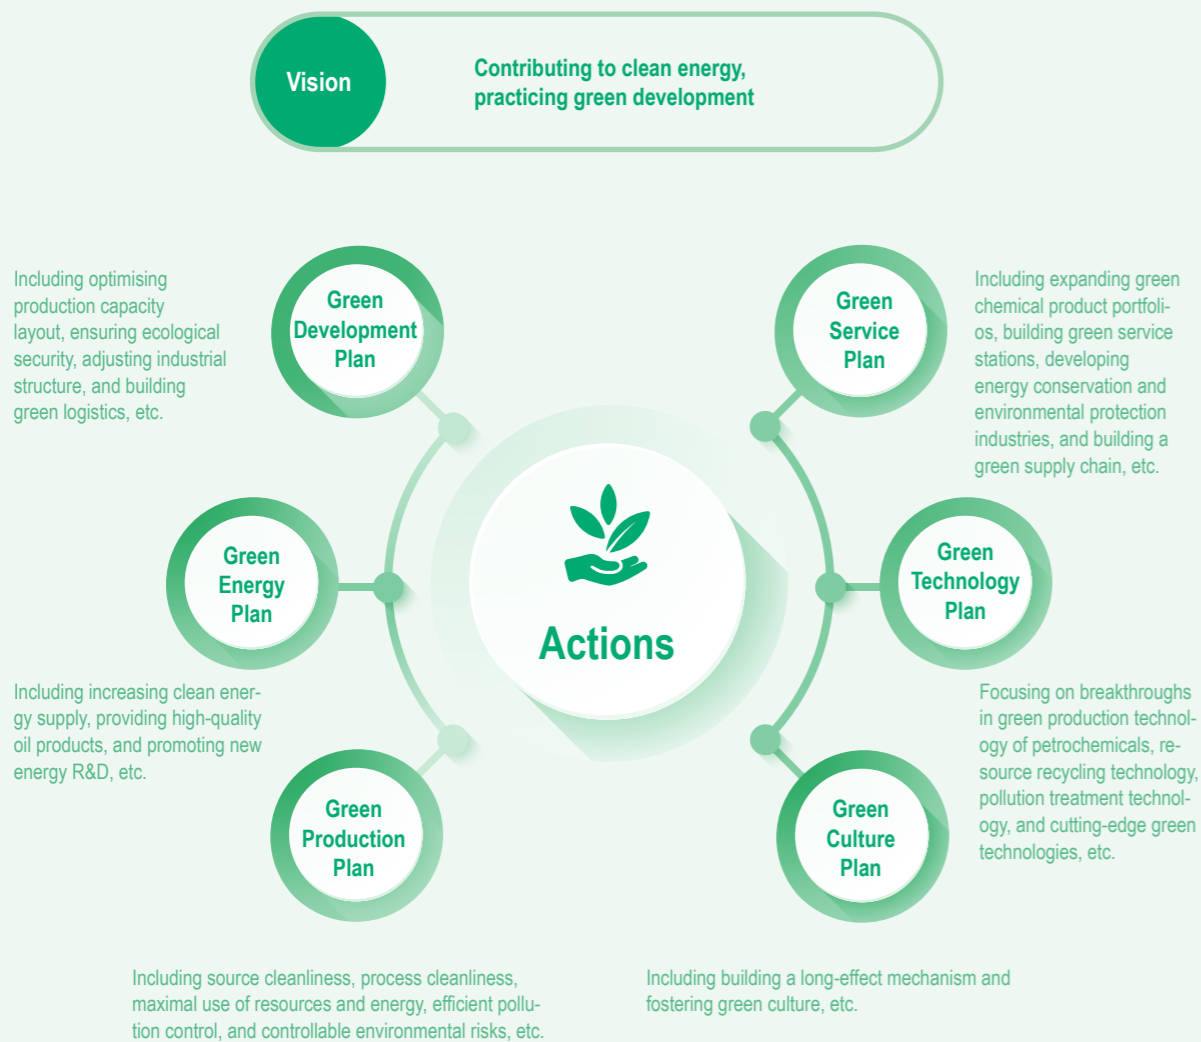 Vision
Contributing to clean energy,
practicing green development
Including optimising
production capacity
layout, ensuring ecological
security, adjusting industrial
structure, and building
green logistics, etc.
Green
Development
Plan
Green
Service
Plan
Including expanding green
chemical product portfoli-
os, building green service
stations, developing
energy conservation and
environmental protection
industries, and building a
green supply chain, etc.
Green
Energy
Plan
Actions
Green
Technology
Plan
Including increasing clean ener-
gy supply, providing high-quality
oil products, and promoting new
energy R&D, etc.
Focusing on breakthroughs
in green production technol-
ogy of petrochemicals, re-
source recycling technology,
pollution treatment technol-
ogy, and cutting-edge green
technologies, etc.
Green
Production
Plan
Green
Culture
Plan
Including source cleanliness, process cleanliness,
maximal use of resources and energy, efficient pollu-
tion control, and controllable environmental risks, etc.
Including building a long-effect mechanism and
fostering green culture, etc.